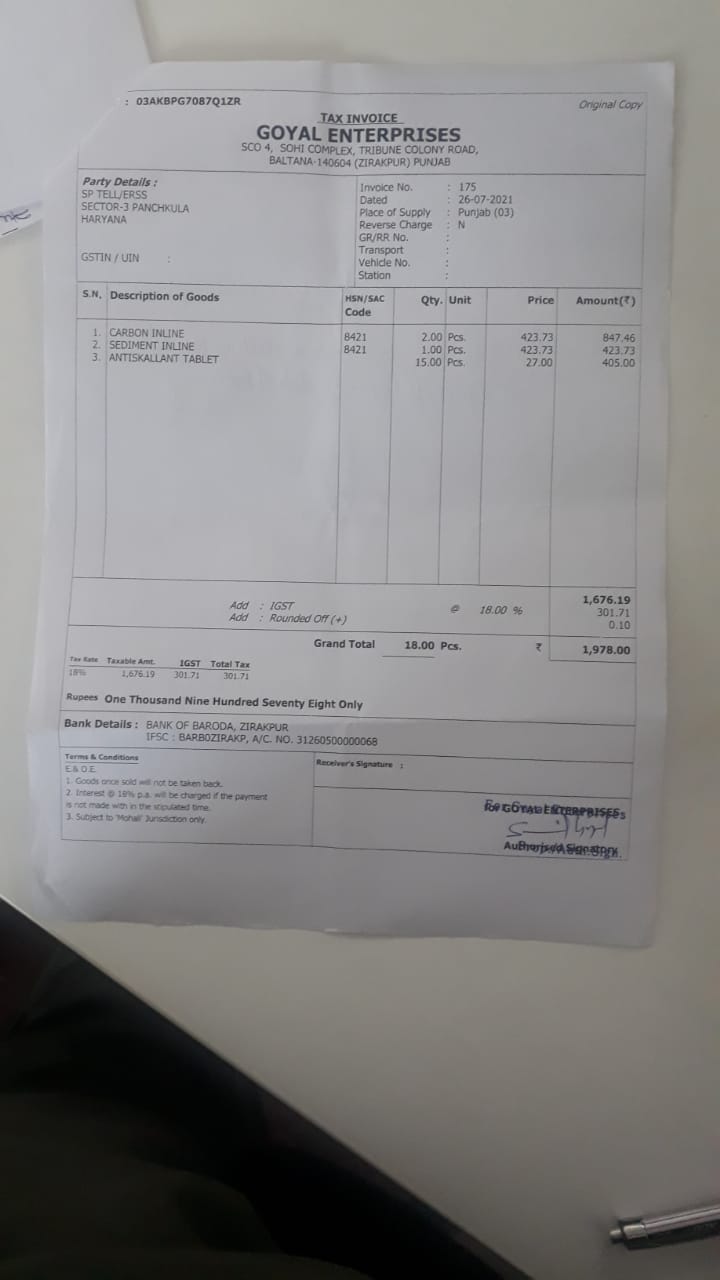 : 03AKBPG7087Q1ZR
Original Copy
TAX INVOICE
GOYAL ENTERPRISES
SCO 4, SOHI COMPLEX, TRIBUNE COLONY ROAD,
BALTANA-140604 (ZIRAKPUR) PUNJAB
Party Details :
SP TELL/ERSS
SECTOR-3 PANCHKULA
HARYANA
GSTIN / UIN :
Invoice No. : 175
Dated : 26-07-2021
Place of Supply : Punjab (03)
Reverse Charge : N
GR/RR No. :
Transport :
Vehicle No. :
Station :
S.N. Description of Goods HSN/SAC Code Qty. Unit Price Amount(₹)
1. CARBON INLINE 8421 2.00 Pcs. 423.73 847.46
2. SEDIMENT INLINE 8421 1.00 Pcs. 423.73 423.73
3. ANTISKALLANT TABLET 15.00 Pcs. 27.00 405.00
1,676.19
Add : IGST @ 18.00 % 301.71
Add : Rounded Off (+) 0.10
Grand Total 18.00 Pcs. ₹ 1,978.00
Tax Rate Taxable Amt. IGST Total Tax
18% 1,676.19 301.71 301.71
Rupees One Thousand Nine Hundred Seventy Eight Only
Bank Details : BANK OF BARODA, ZIRAKPUR
IFSC : BARB0ZIRAKP, A/C. NO. 31260500000068
Terms & Conditions
E.& O.E.
1. Goods once sold will not be taken back.
2. Interest @ 18% p.a. will be charged if the payment
is not made with in the stipulated time.
3. Subject to 'Mohali' Jurisdiction only.
Receiver's Signature :
for GOYAL ENTERPRISES
Authorised Signatory